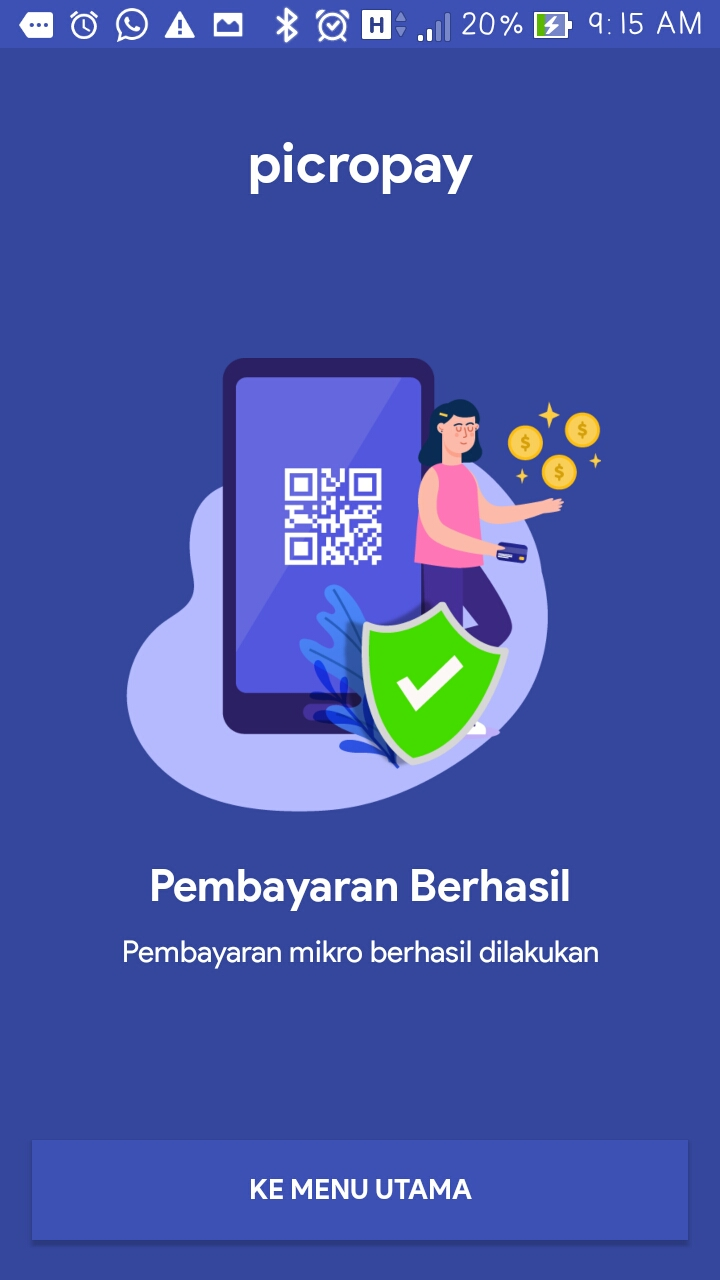 H 20% 9:15 AM
picropay
Pembayaran Berhasil
Pembayaran mikro berhasil dilakukan
KE MENU UTAMA